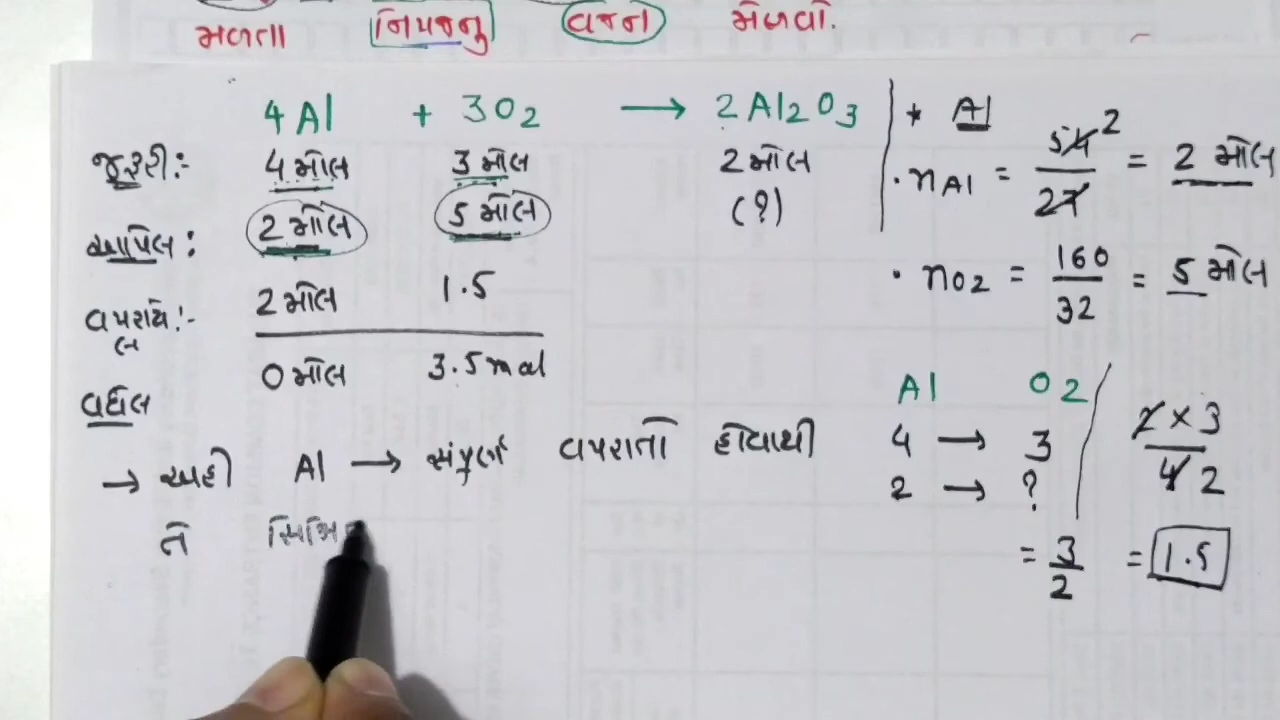 મળતા નિપજનુ વજન મેળવો.
4Al + 3O2 → 2Al2O3
જરૂરી:- 4 મોલ 3 મોલ 2 મોલ
આપેલ: 2 મોલ 5 મોલ (?)
વપરાયેલ:- 2 મોલ 1.5
વધેલ 0 મોલ 3.5 mol
→ અહી Al → સંપૂર્ણ વપરાતો હોવાથી
તે સિમિ
* Al
· nAl = 54/27 2 = 2 મોલ
· nO2 = 160/32 = 5 મોલ
Al O2
4 → 3
2 → ?
2 × 3 / 4 2
= 3/2 = 1.5